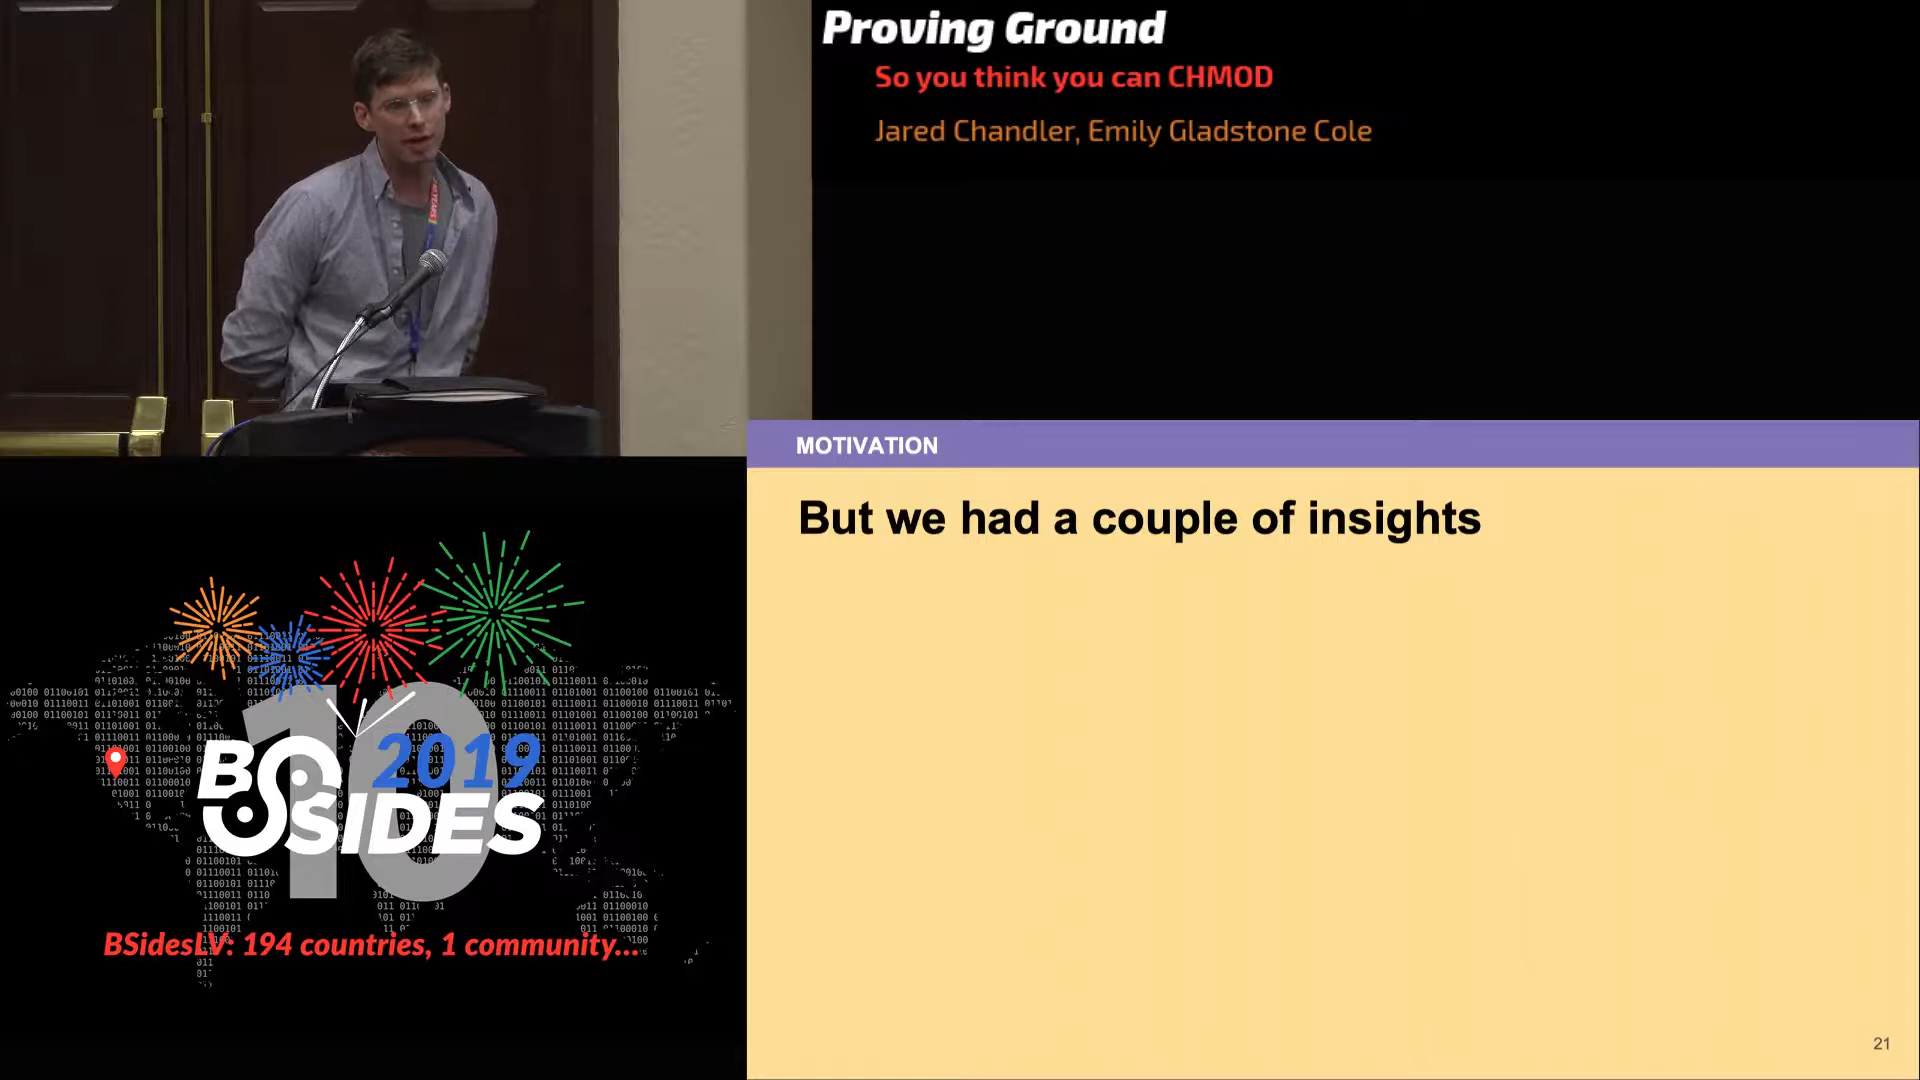 Proving Ground
So you think you can CHMOD
Jared Chandler, Emily Gladstone Cole
MOTIVATION
But we had a couple of insights
21
10
2019
BSIDES
BSidesLV: 194 countries, 1 community...